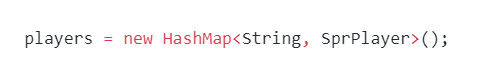 players = new HashMap<String, SprPlayer>();